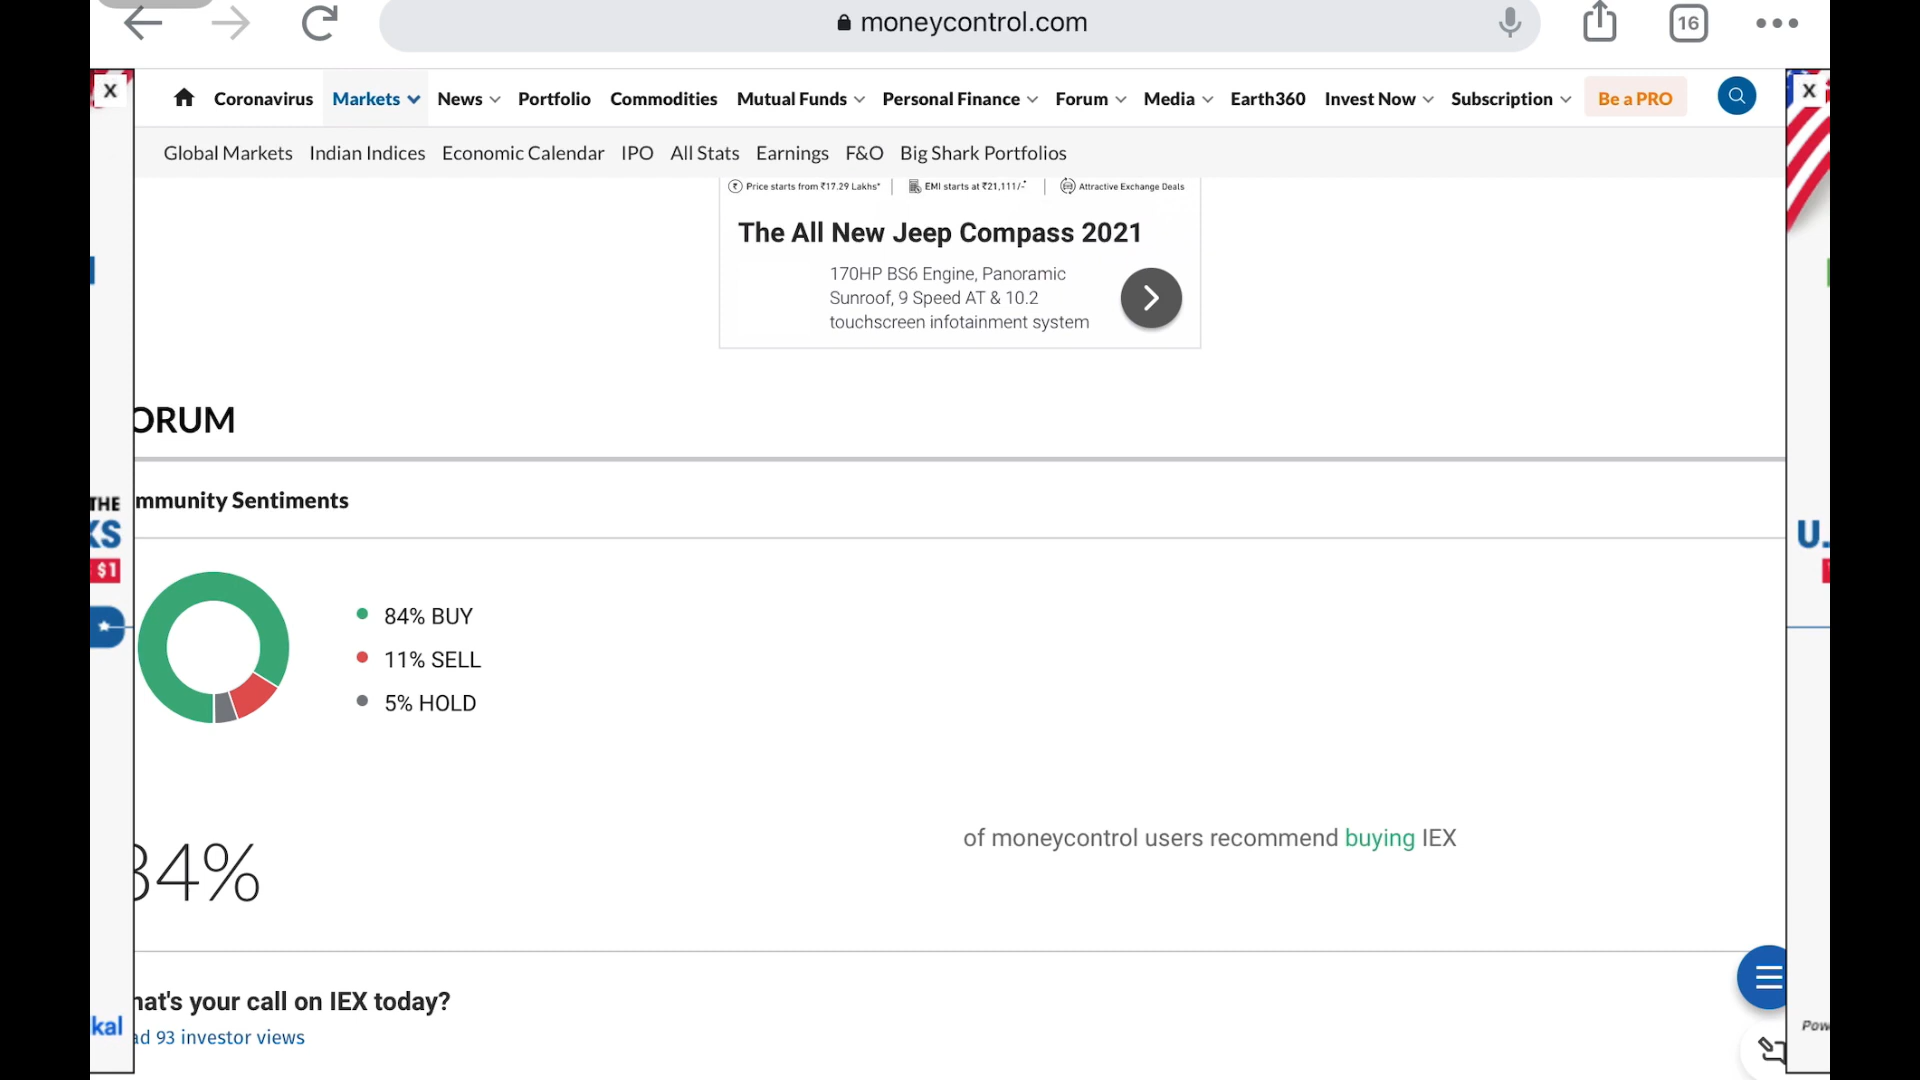 moneycontrol.com
16
X
X
Coronavirus Markets News Portfolio Commodities Mutual Funds Personal Finance Forum Media Earth360 Invest Now Subscription Be a PRO
Global Markets Indian Indices Economic Calendar IPO All Stats Earnings F&O Big Shark Portfolios
Price starts from ₹17.29 Lakhs* EMI starts at ₹21,111/-* Attractive Exchange Deals
The All New Jeep Compass 2021
170HP BS6 Engine, Panoramic
Sunroof, 9 Speed AT & 10.2
touchscreen infotainment system
ORUM
mmunity Sentiments
THE
KS
$1
U.
84% BUY
11% SELL
5% HOLD
of moneycontrol users recommend buying IEX
84%
hat's your call on IEX today?
ad 93 investor views
kal
Pow